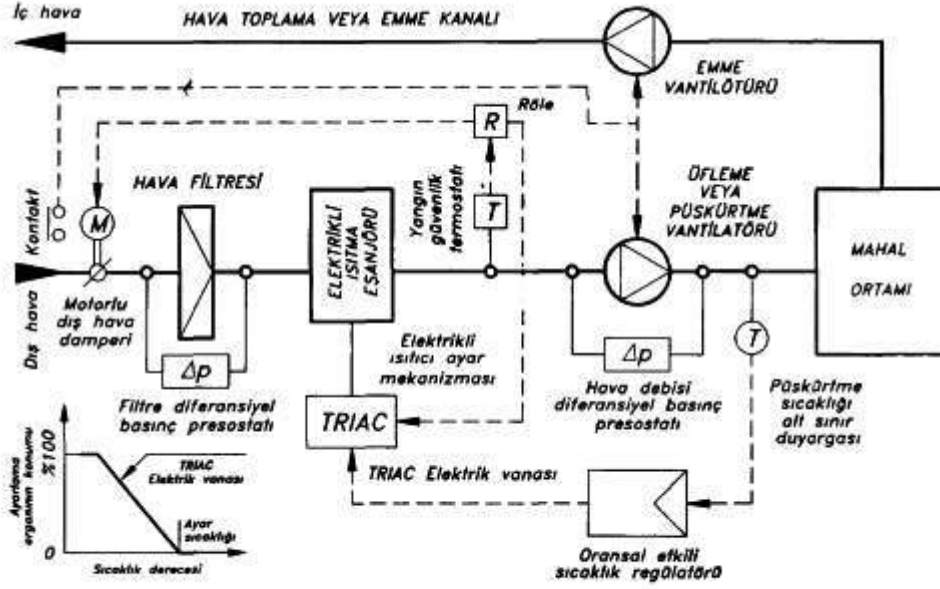 İç hava
HAVA TOPLAMA VEYA EMME KANALI
EMME
VANTİLÖTÜRÜ
Röle
R
HAVA FİLTRESİ
Kontakt
M
Yangın
güvenlik
termostatı
T
ÜFLEME
VEYA
PÜSKÜRTME
VANTİLATÖRÜ
ELEKTRİKLİ
ISITMA
EŞANJÖRÜ
MAHAL
ORTAMI
Dış hava
Motorlu
dış hava
damperi
Δp
Filtre diferansiyel
basınç presostatı
Elektrikli
ısıtıcı ayar
mekanizması
Δp
Hava debisi
diferansiyel basınç
presostatı
T
Püskürtme
sıcaklığı
alt sınır
duyargası
TRIAC
TRIAC Elektrik vanası
Oransal etkili
sıcaklık regülatörü
Ayarlama
organının konumu
%100
0
TRIAC
Elektrik vanası
Ayar
sıcaklığı
Sıcaklık derecesi